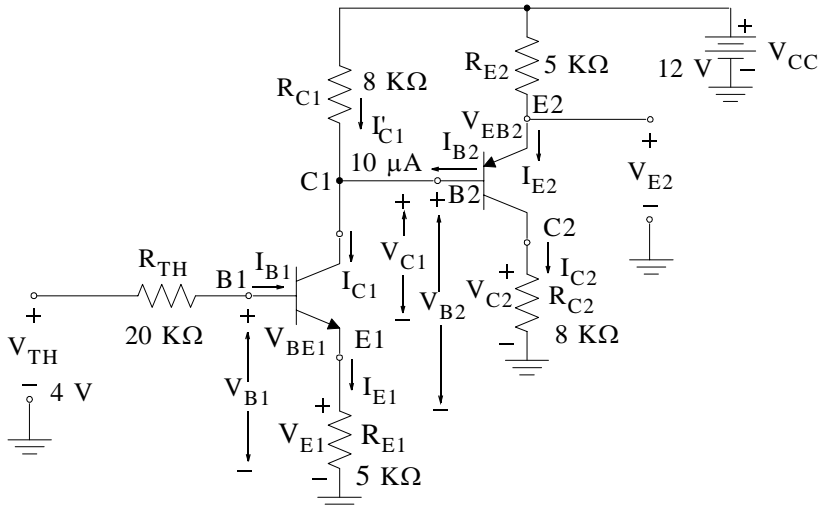 +
R_E2
5 KΩ
12 V
V_CC
−
R_C1
8 KΩ
E2
I'_C1
V_EB2
I_B2
10 µA
C1
B2
I_E2
+
V_E2
−
+
+
V_C1
−
V_B2
−
C2
I_C2
+
V_C2
R_C2
−
8 KΩ
R_TH
B1
I_B1
I_C1
20 KΩ
+
V_TH
−
4 V
+
V_B1
−
V_BE1
E1
I_E1
+
V_E1
R_E1
−
5 KΩ